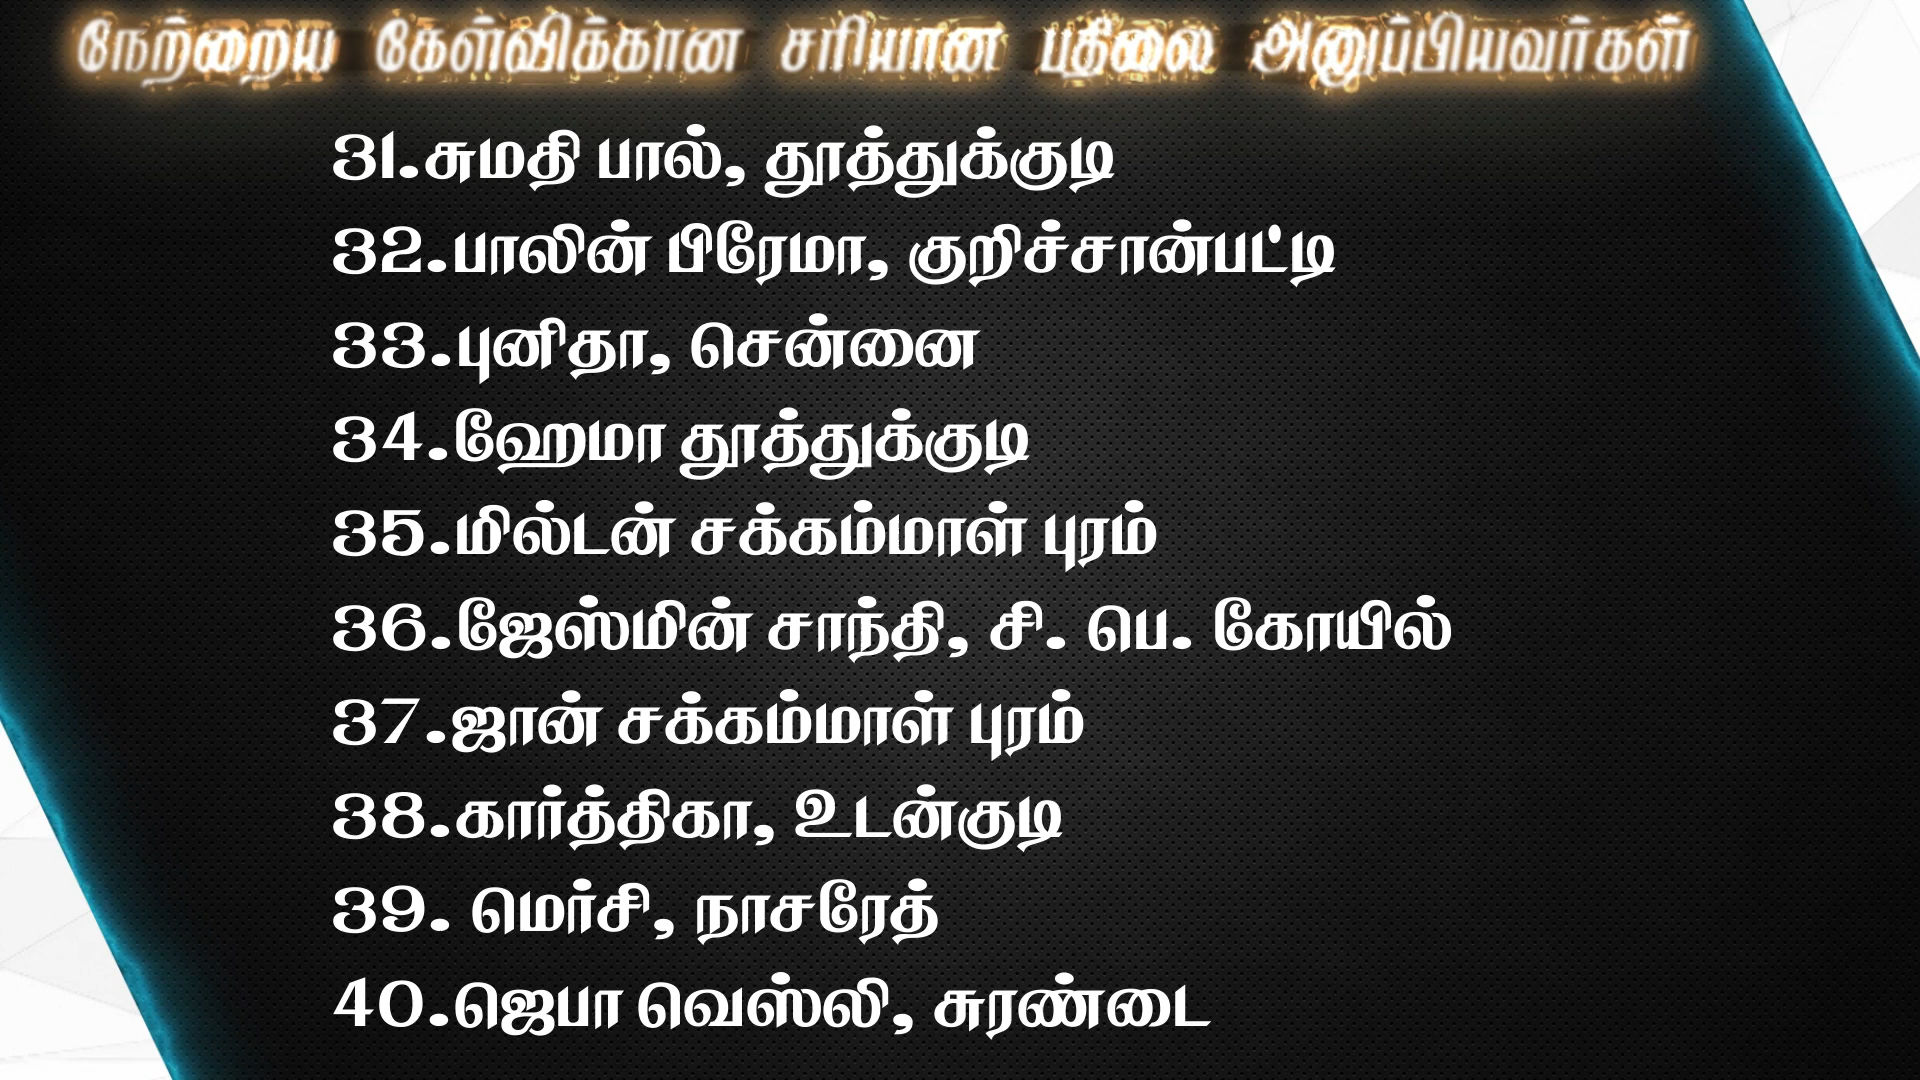 நேற்றைய கேள்விக்கான சரியான பதிலை அனுப்பியவர்கள்
31.சுமதி பால், தூத்துக்குடி
32.பாலின் பிரேமா, குறிச்சான்பட்டி
33.புனிதா, சென்னை
34.ஹேமா தூத்துக்குடி
35.மில்டன் சக்கம்மாள் புரம்
36.ஜேஸ்மின் சாந்தி, சி. பெ. கோயில்
37.ஜான் சக்கம்மாள் புரம்
38.கார்த்திகா, உடன்குடி
39. மெர்சி, நாசரேத்
40.ஜெபா வெஸ்லி, சுரண்டை